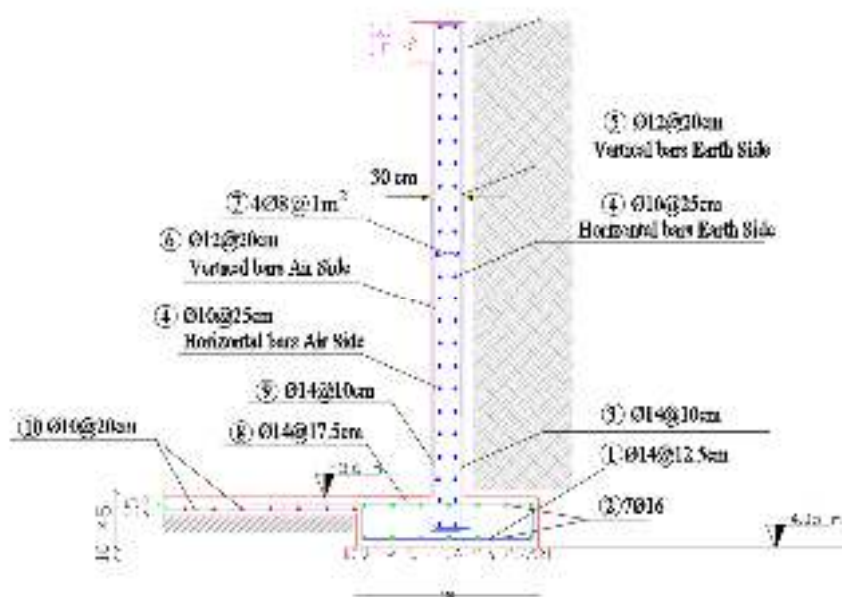 ⑤ Ø12@20cm
Vertical bars Earth Side
30 cm
⑦ 4Ø8@1m²
④ Ø10@25cm
Horizontal bars Earth Side
⑥ Ø12@20cm
Vertical bars Air Side
④ Ø10@25cm
Horizontal bars Air Side
⑨ Ø14@10cm
③ Ø14@10cm
⑩ Ø10@20cm
⑧ Ø14@17.5cm
① Ø14@12.5cm
② 7Ø16